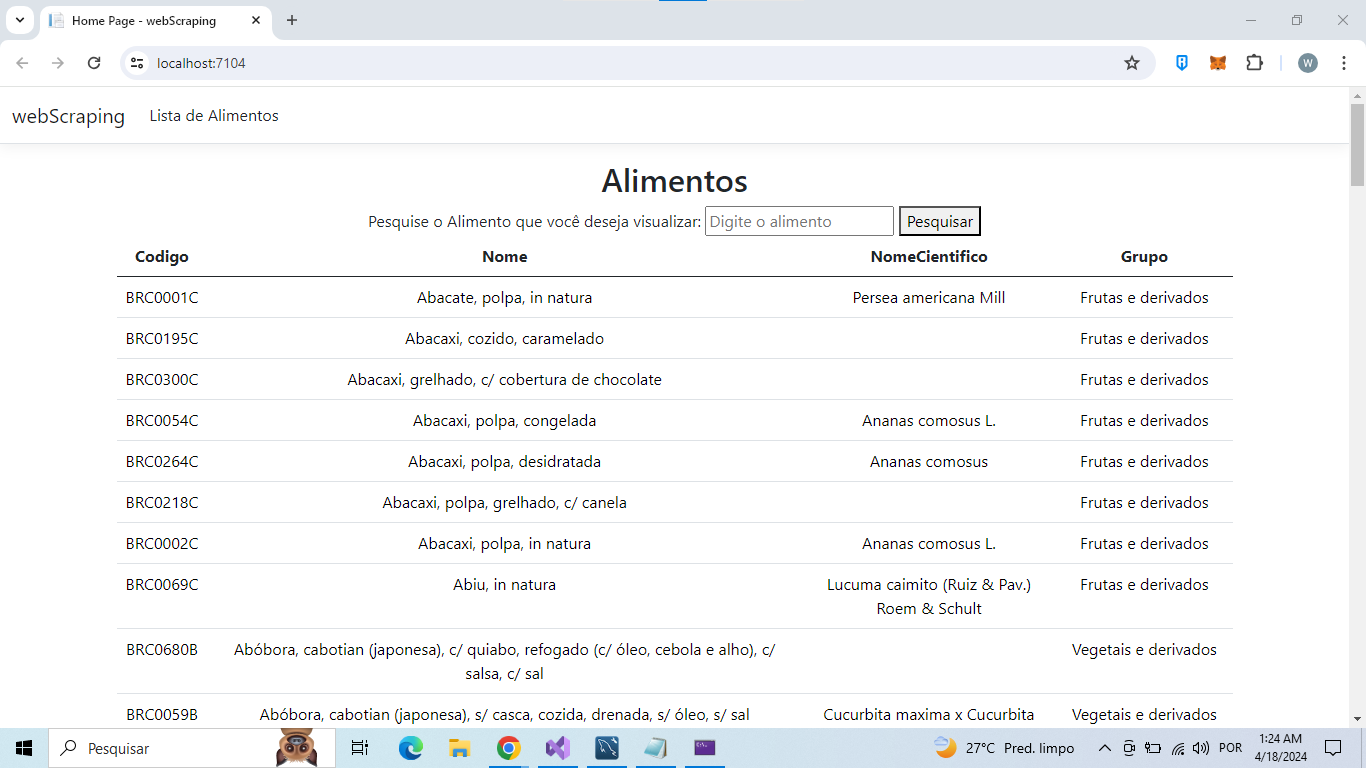 Home Page - webScraping
localhost:7104
W
webScraping Lista de Alimentos
Alimentos
Pesquise o Alimento que você deseja visualizar: Digite o alimento Pesquisar
Codigo Nome NomeCientifico Grupo
BRC0001C Abacate, polpa, in natura Persea americana Mill Frutas e derivados
BRC0195C Abacaxi, cozido, caramelado Frutas e derivados
BRC0300C Abacaxi, grelhado, c/ cobertura de chocolate Frutas e derivados
BRC0054C Abacaxi, polpa, congelada Ananas comosus L. Frutas e derivados
BRC0264C Abacaxi, polpa, desidratada Ananas comosus Frutas e derivados
BRC0218C Abacaxi, polpa, grelhado, c/ canela Frutas e derivados
BRC0002C Abacaxi, polpa, in natura Ananas comosus L. Frutas e derivados
BRC0069C Abiu, in natura Lucuma caimito (Ruiz & Pav.) Frutas e derivados
Roem & Schult
BRC0680B Abóbora, cabotian (japonesa), c/ quiabo, refogado (c/ óleo, cebola e alho), c/ Vegetais e derivados
salsa, c/ sal
BRC0059B Abóbora, cabotian (japonesa), s/ casca, cozida, drenada, s/ óleo, s/ sal Cucurbita maxima x Cucurbita Vegetais e derivados
Pesquisar 27°C Pred. limpo POR 1:24 AM
4/18/2024